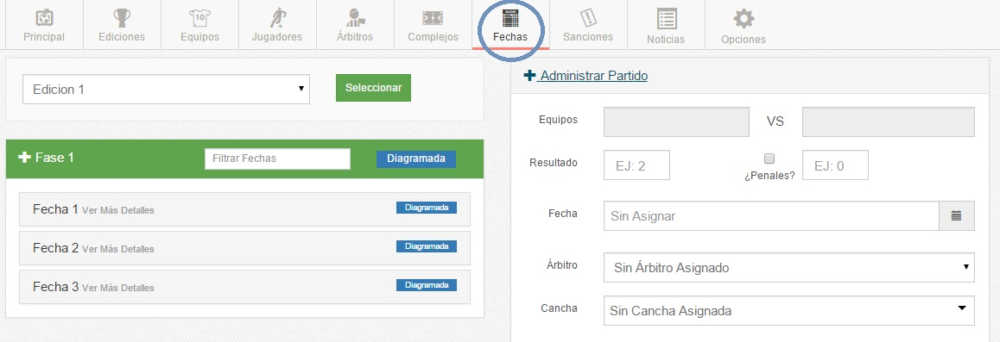 Principal Ediciones Equipos Jugadores Árbitros Complejos Fechas Sanciones Noticias Opciones
Edicion 1 Seleccionar
Fase 1 Filtrar Fechas Diagramada
Fecha 1 Ver Más Detalles Diagramada
Fecha 2 Ver Más Detalles Diagramada
Fecha 3 Ver Más Detalles Diagramada
Administrar Partido
Equipos VS
Resultado EJ: 2 ¿Penales? EJ: 0
Fecha Sin Asignar
Árbitro Sin Árbitro Asignado
Cancha Sin Cancha Asignada